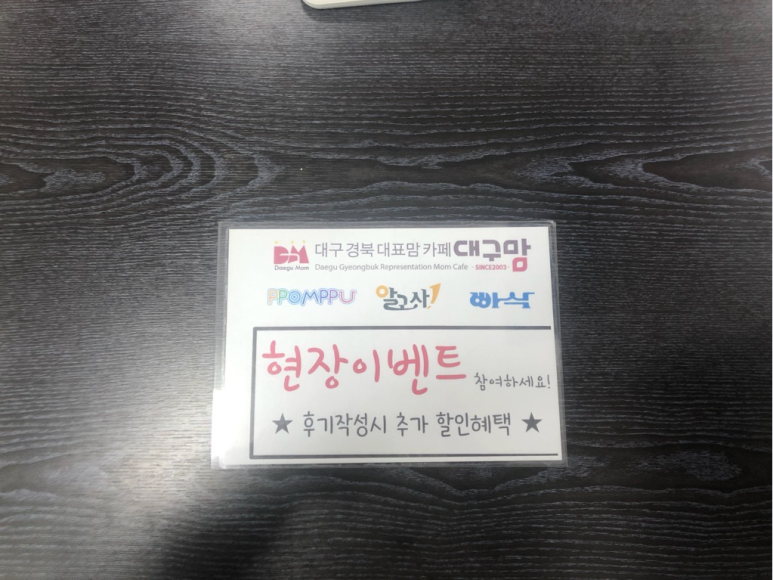 DM 대구 경북 대표맘 카페 대구맘
Daegu Mom Daegu Gyeongbuk Representation Mom Cafe -SINCE2003-
PPOMPPU 알고사! 빠삭
현장이벤트 참여하세요!
★ 후기작성시 추가 할인혜택 ★